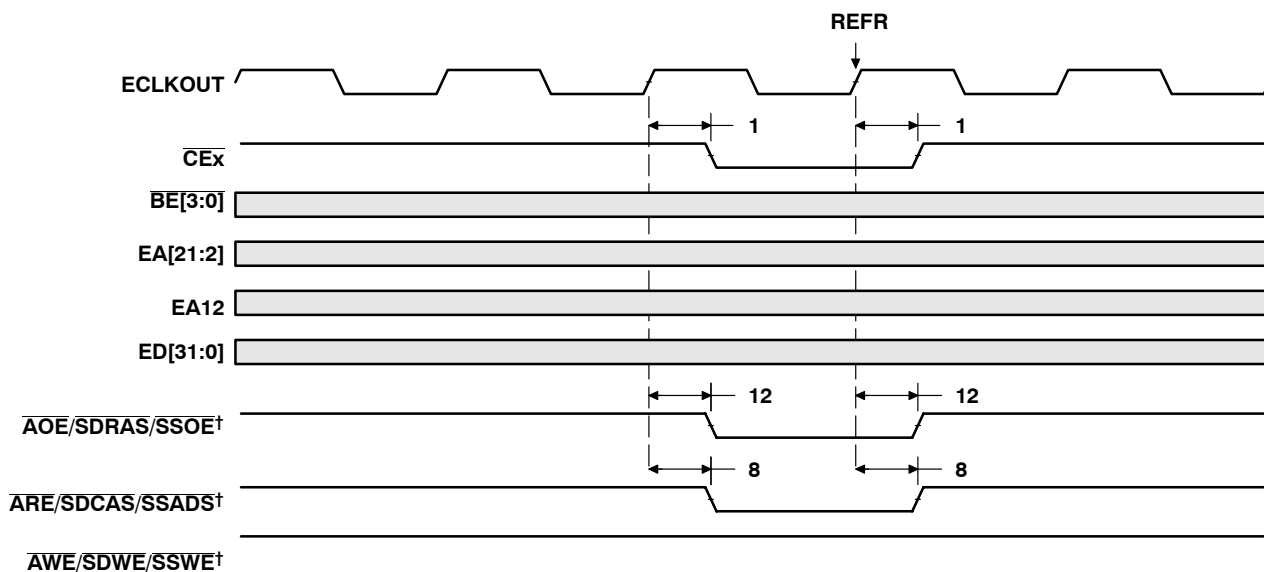 REFR
ECLKOUT
1 1
CEx
BE[3:0]
EA[21:2]
EA12
ED[31:0]
12 12
AOE/SDRAS/SSOE†
8 8
ARE/SDCAS/SSADS†
AWE/SDWE/SSWE†